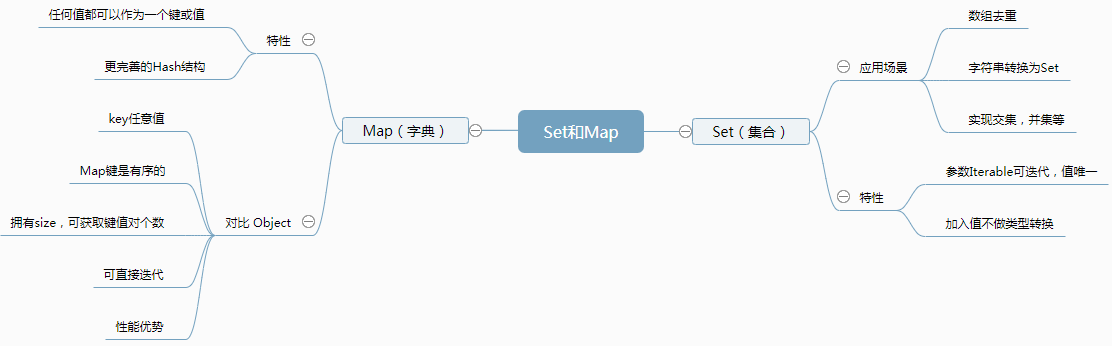 Set和Map
Map（字典）
特性
任何值都可以作为一个键或值
更完善的Hash结构
对比 Object
key任意值
Map键是有序的
拥有size，可获取键值对个数
可直接迭代
性能优势
Set（集合）
应用场景
数组去重
字符串转换为Set
实现交集，并集等
特性
参数Iterable可迭代，值唯一
加入值不做类型转换